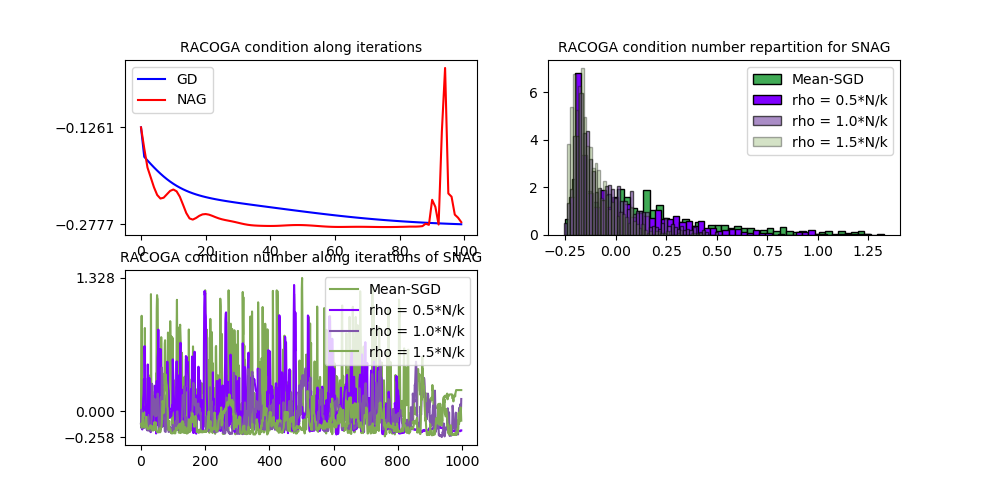 RACOGA condition along iterations
GD
NAG
−0.1261
−0.2777
0 20 40 60 80 100
RACOGA condition number repartition for SNAG
Mean-SGD
rho = 0.5*N/k
rho = 1.0*N/k
rho = 1.5*N/k
6
4
2
0
−0.25 0.00 0.25 0.50 0.75 1.00 1.25
RACOGA condition number along iterations of SNAG
Mean-SGD
rho = 0.5*N/k
rho = 1.0*N/k
rho = 1.5*N/k
1.328
0.000
−0.258
0 200 400 600 800 1000